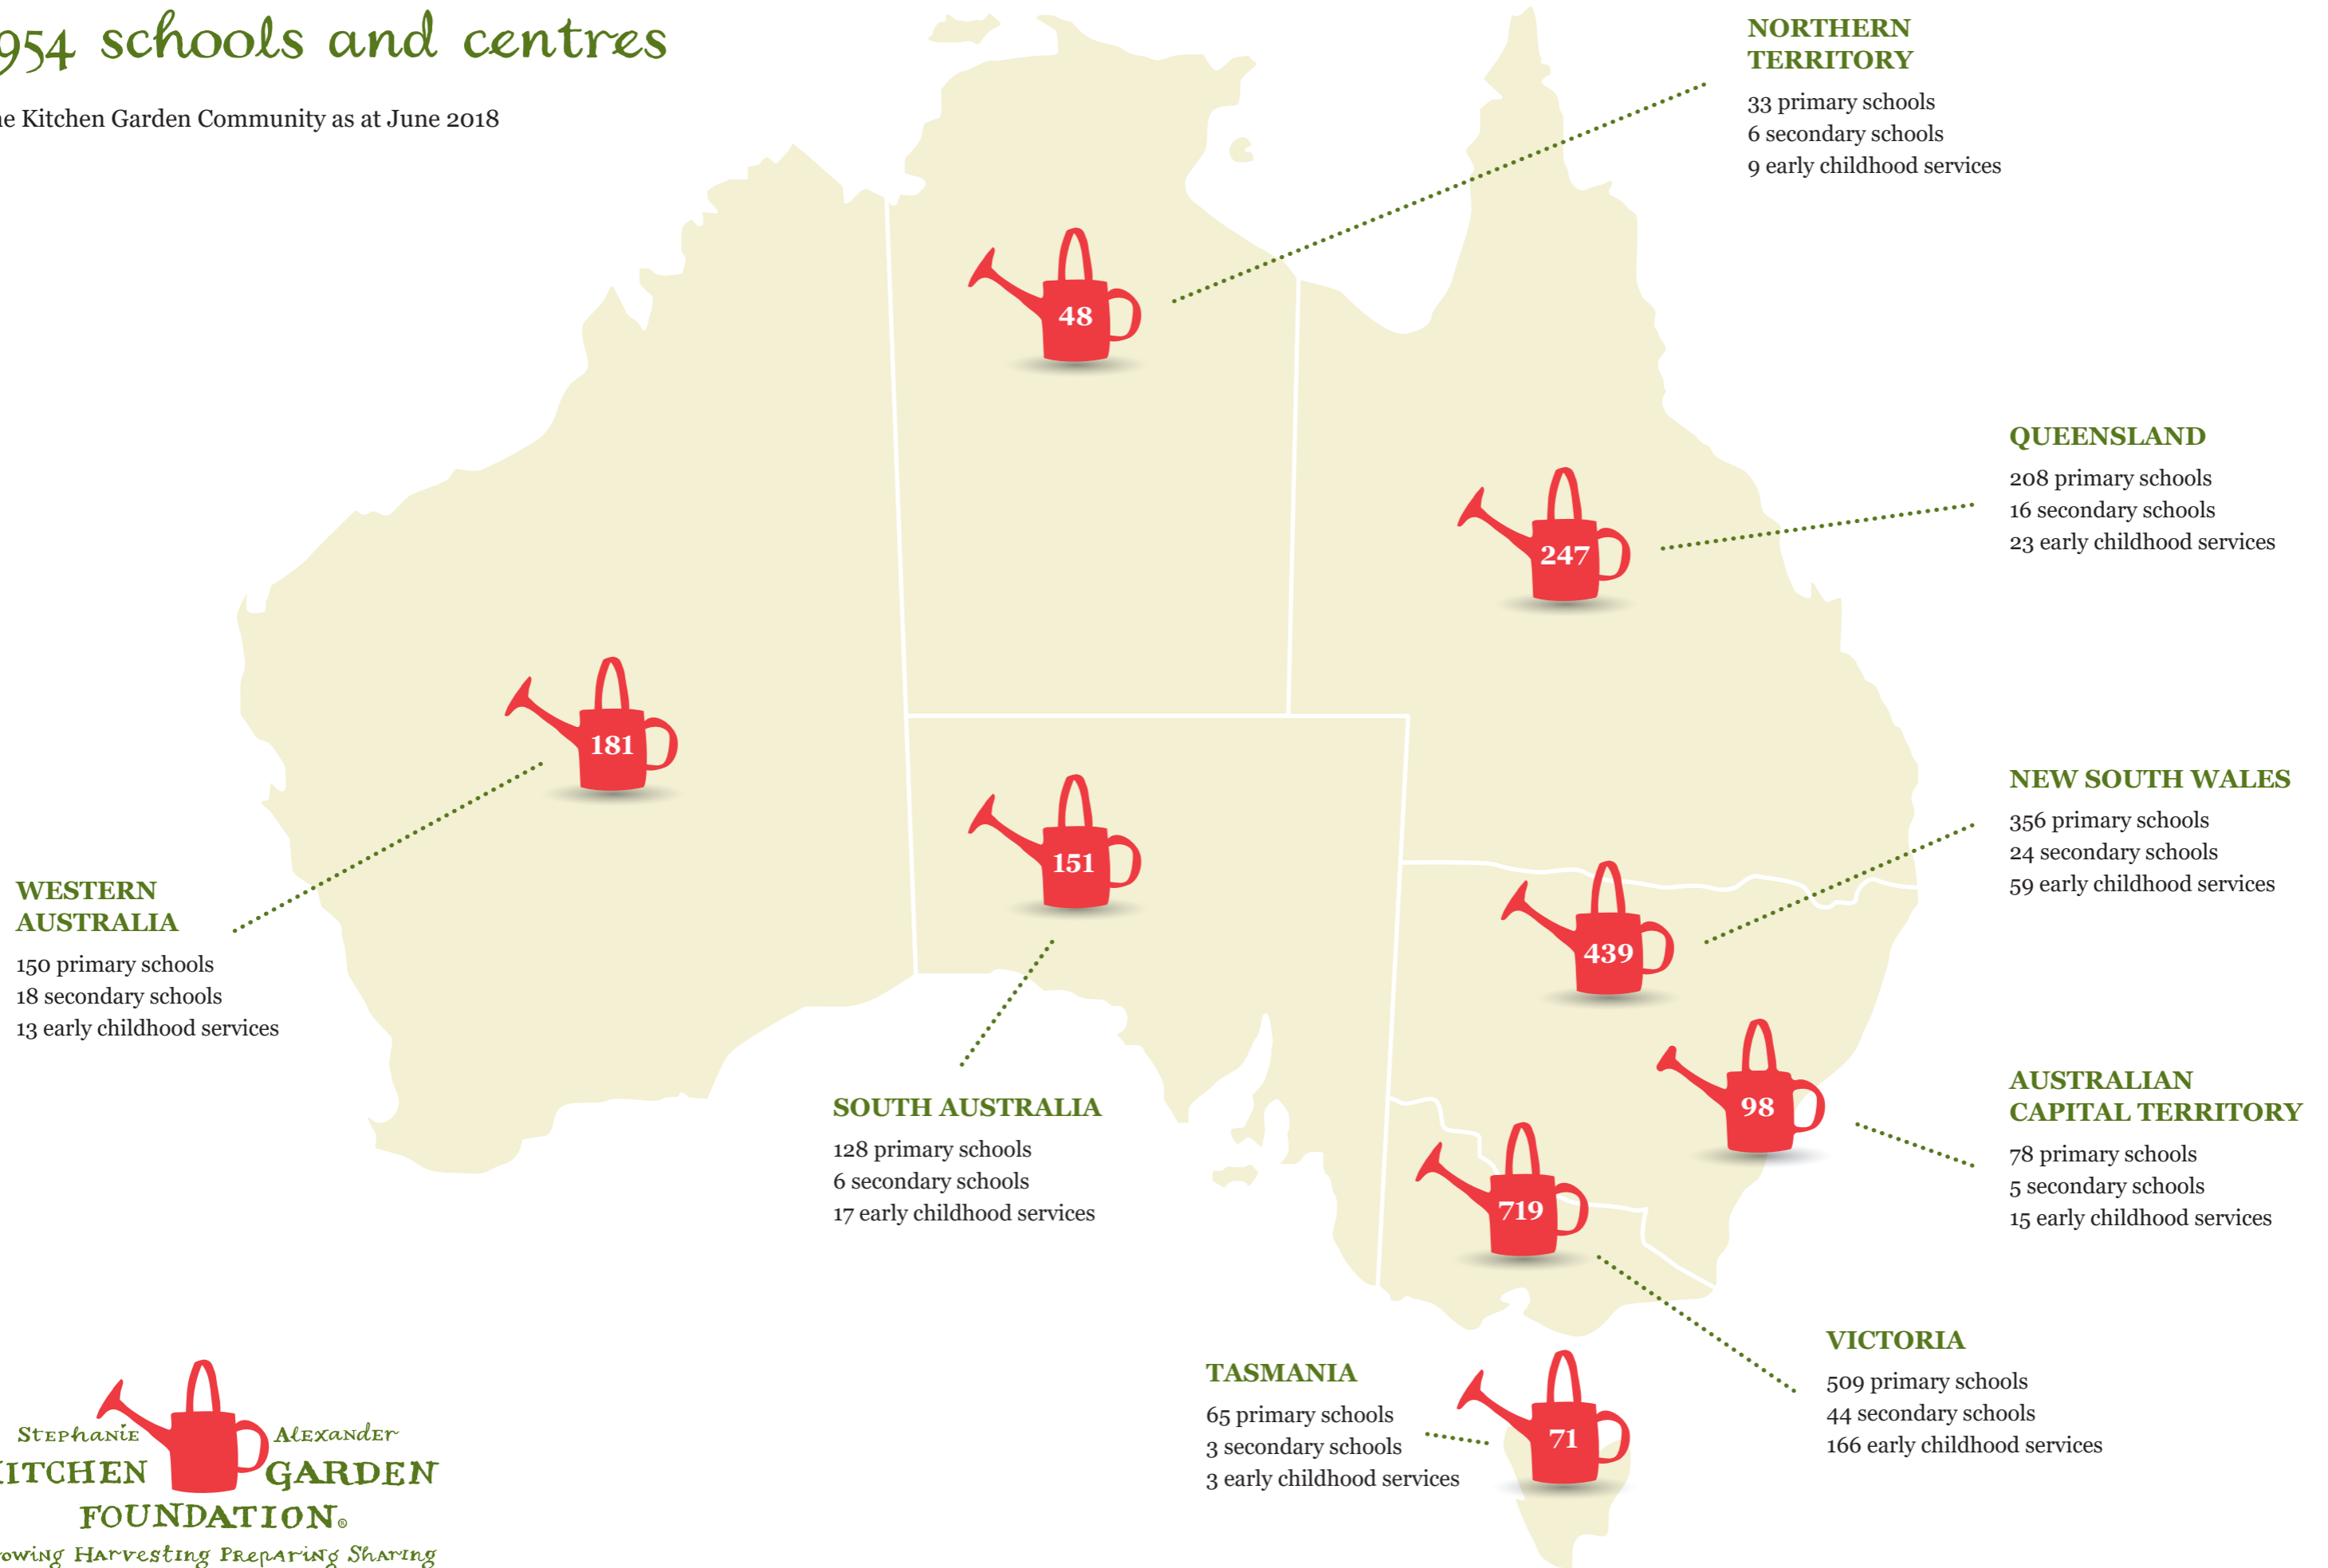 954 schools and centres
e Kitchen Garden Community as at June 2018
NORTHERN
TERRITORY
33 primary schools
6 secondary schools
9 early childhood services
48
QUEENSLAND
208 primary schools
16 secondary schools
23 early childhood services
247
181
WESTERN
AUSTRALIA
150 primary schools
18 secondary schools
13 early childhood services
151
SOUTH AUSTRALIA
128 primary schools
6 secondary schools
17 early childhood services
NEW SOUTH WALES
356 primary schools
24 secondary schools
59 early childhood services
439
98
AUSTRALIAN
CAPITAL TERRITORY
78 primary schools
5 secondary schools
15 early childhood services
719
VICTORIA
509 primary schools
44 secondary schools
166 early childhood services
TASMANIA
65 primary schools
3 secondary schools
3 early childhood services
71
Stephanie Alexander
ITCHEN GARDEN
FOUNDATION®
owing Harvesting Preparing Sharing